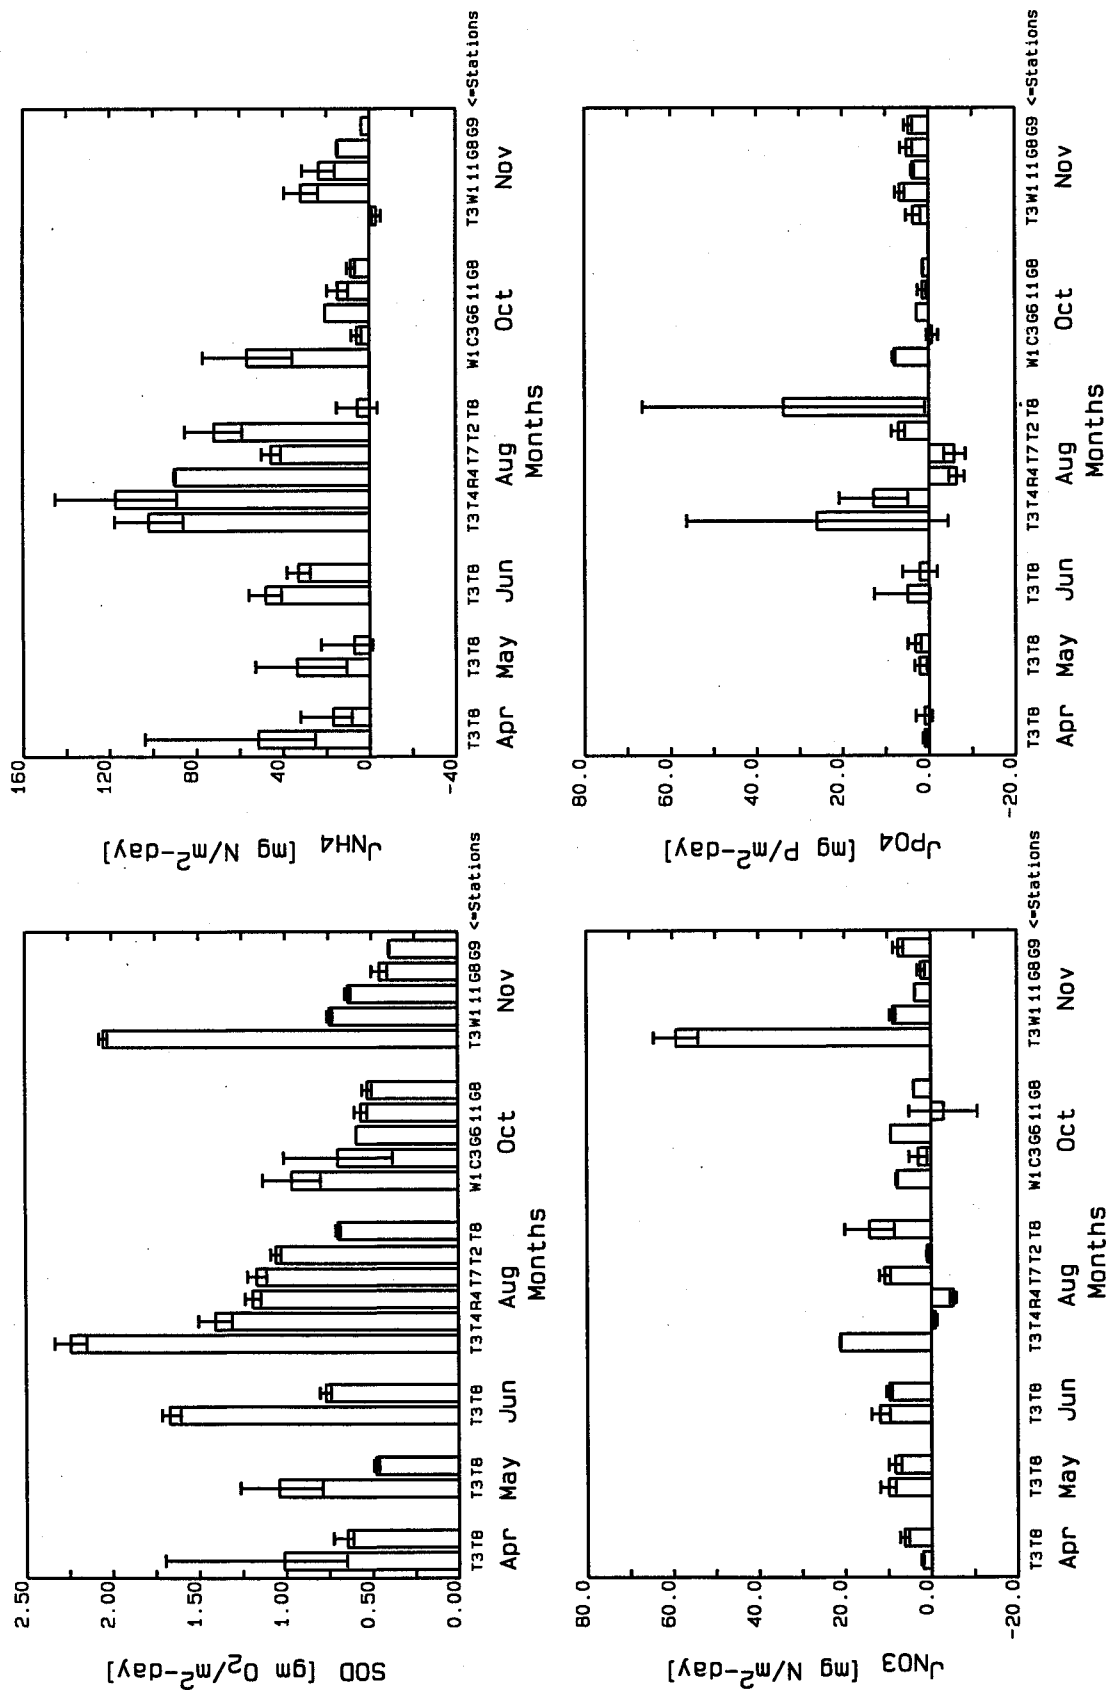 SOD [gm O2/m2-day]
2.50
2.00
1.50
1.00
0.50
0.00
T3T8 T3T8 T3T8 T3T4R4T7T2T8 W1C3G611G8 T3W111G8G9 <=Stations
Apr May Jun Aug Oct Nov
Months
JNH4 [mg N/m2-day]
160
120
80
40
0
-40
T3T8 T3T8 T3T8 T3T4R4T7T2T8 W1C3G611G8 T3W111G8G9 <=Stations
Apr May Jun Aug Oct Nov
Months
JNO3 [mg N/m2-day]
80.0
60.0
40.0
20.0
0.0
-20.0
T3T8 T3T8 T3T8 T3T4R4T7T2T8 W1C3G611G8 T3W111G8G9 <=Stations
Apr May Jun Aug Oct Nov
Months
JPO4 [mg P/m2-day]
80.0
60.0
40.0
20.0
0.0
-20.0
T3T8 T3T8 T3T8 T3T4R4T7T2T8 W1C3G611G8 T3W111G8G9 <=Stations
Apr May Jun Aug Oct Nov
Months